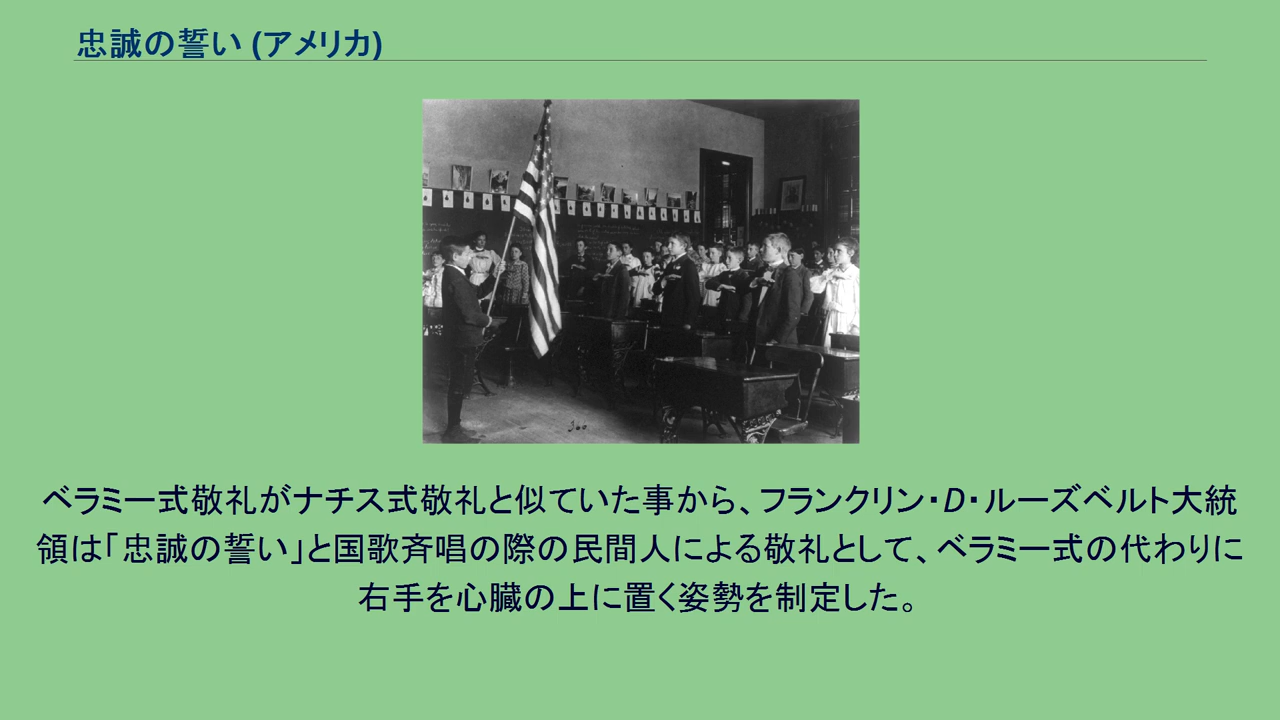 忠誠の誓い (アメリカ)
ベラミー式敬礼がナチス式敬礼と似ていた事から、フランクリン・D・ルーズベルト大統
領は「忠誠の誓い」と国歌斉唱の際の民間人による敬礼として、ベラミー式の代わりに
右手を心臓の上に置く姿勢を制定した。